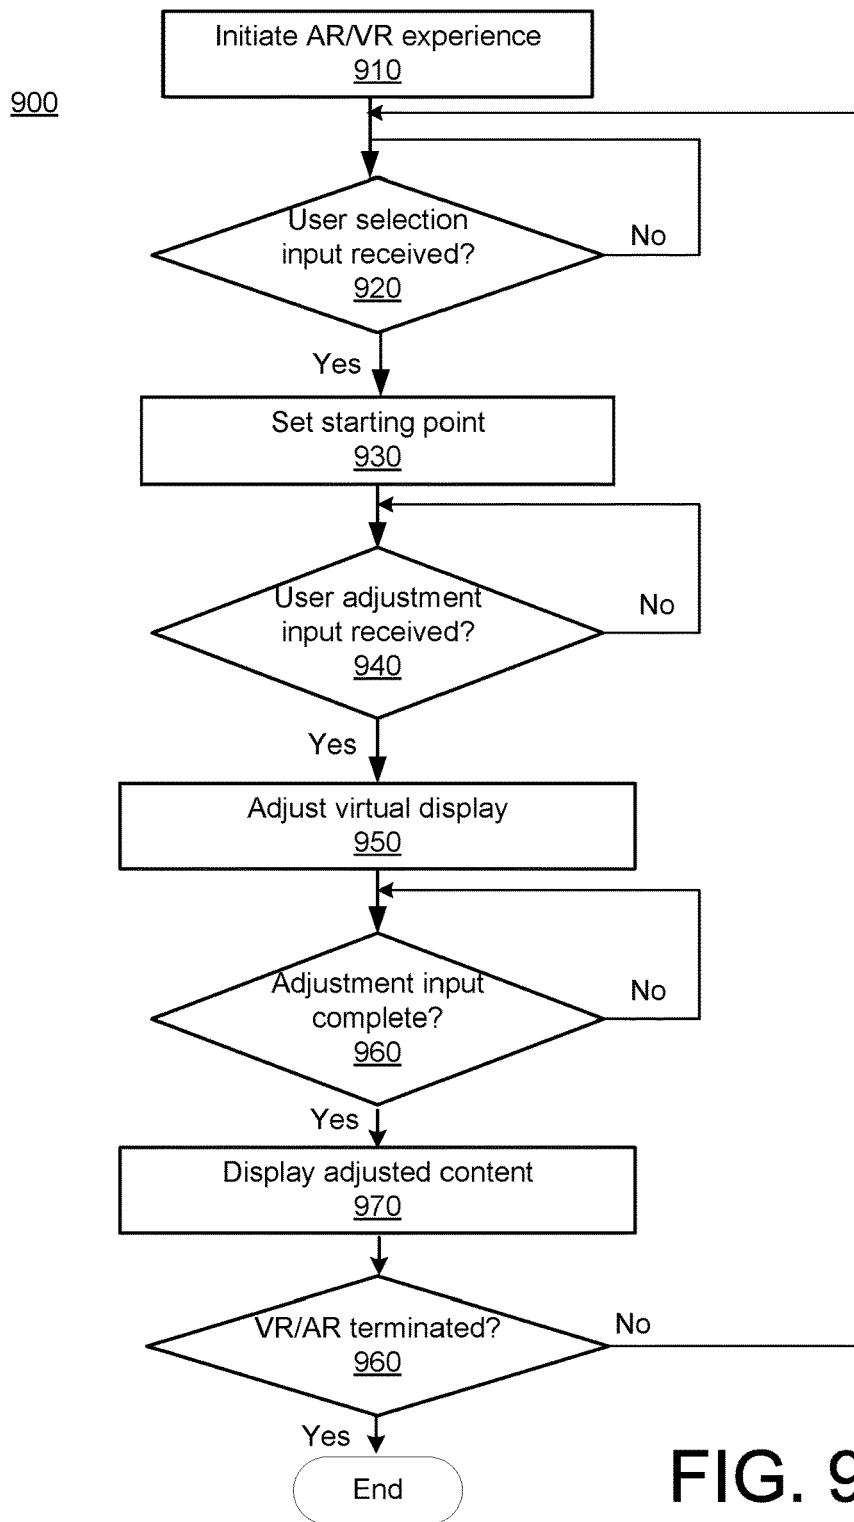 Initiate AR/VR experience
910
900
User selection
input received?
920
No
Yes
Set starting point
930
User adjustment
input received?
940
No
Yes
Adjust virtual display
950
Adjustment input
complete?
960
No
Yes
Display adjusted content
970
VR/AR terminated?
960
No
Yes
End
FIG. 9